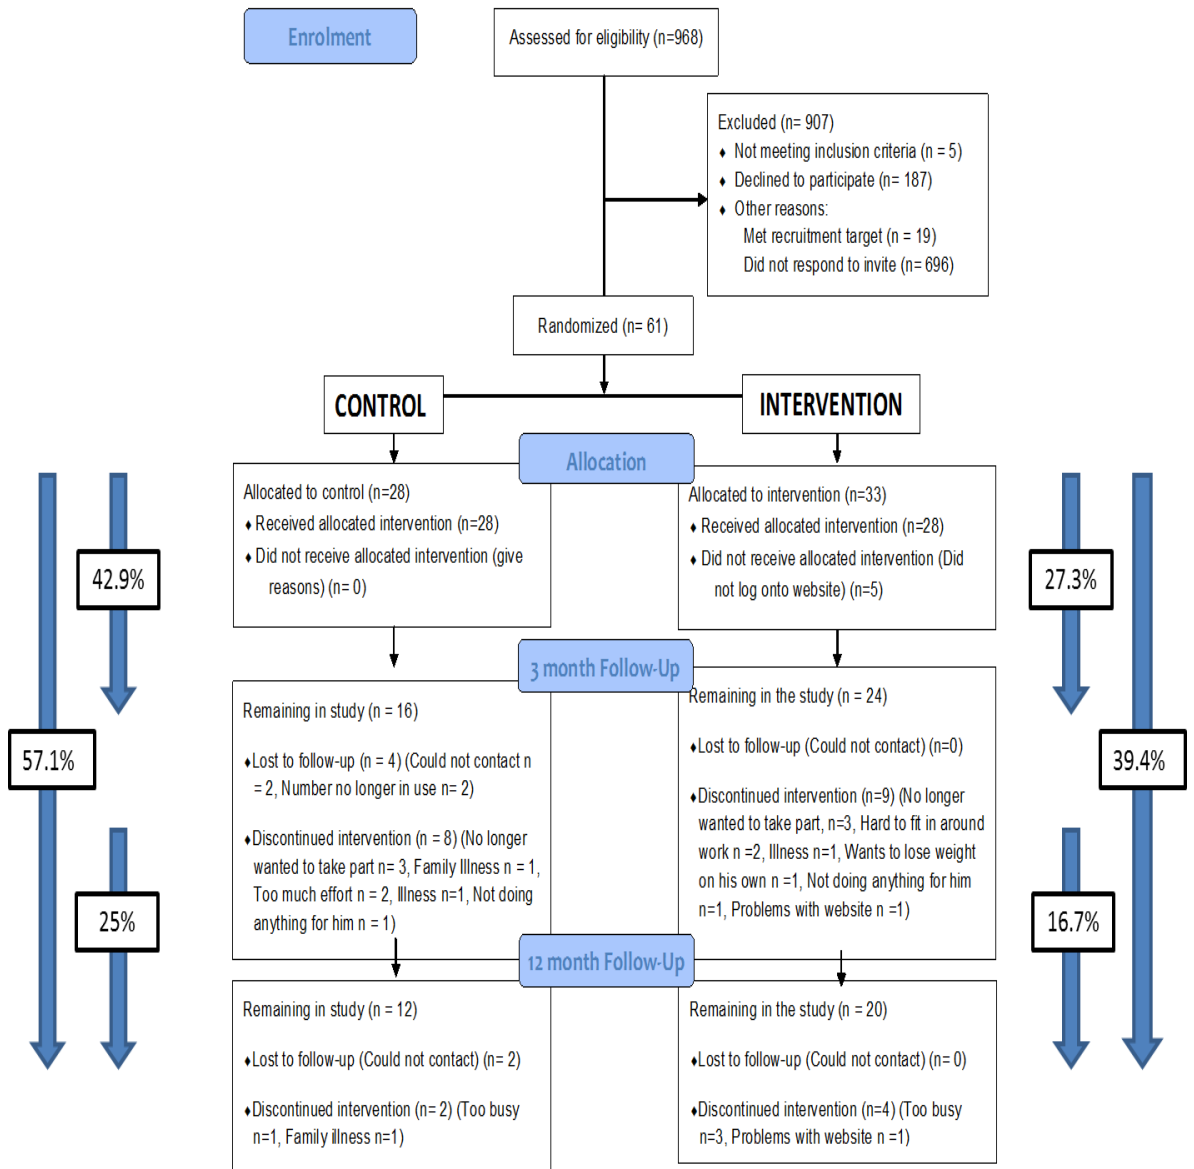 Enrolment
Assessed for eligibility (n=968)
Excluded (n= 907)
♦ Not meeting inclusion criteria (n = 5)
♦ Declined to participate (n= 187)
♦ Other reasons:
Met recruitment target (n = 19)
Did not respond to invite (n= 696)
Randomized (n= 61)
CONTROL
INTERVENTION
Allocation
Allocated to control (n=28)
♦ Received allocated intervention (n=28)
♦ Did not receive allocated intervention (give
reasons) (n= 0)
Allocated to intervention (n=33)
♦ Received allocated intervention (n=28)
♦ Did not receive allocated intervention (Did
not log onto website) (n=5)
42.9%
27.3%
3 month Follow-Up
Remaining in study (n = 16)
♦Lost to follow-up (n = 4) (Could not contact n
= 2, Number no longer in use n= 2)
♦Discontinued intervention (n = 8) (No longer
wanted to take part n= 3, Family Illness n = 1,
Too much effort n = 2, Illness n=1, Not doing
anything for him n = 1)
Remaining in the study (n = 24)
♦Lost to follow-up (Could not contact) (n=0)
♦Discontinued intervention (n=9) (No longer
wanted to take part, n=3, Hard to fit in around
work n =2, Illness n=1, Wants to lose weight
on his own n =1, Not doing anything for him
n=1, Problems with website n =1)
57.1%
39.4%
25%
16.7%
12 month Follow-Up
Remaining in study (n = 12)
♦Lost to follow-up (Could not contact) (n= 2)
♦Discontinued intervention (n= 2) (Too busy
n=1, Family illness n=1)
Remaining in the study (n = 20)
♦Lost to follow-up (Could not contact) (n= 0)
♦Discontinued intervention (n=4) (Too busy
n=3, Problems with website n =1)